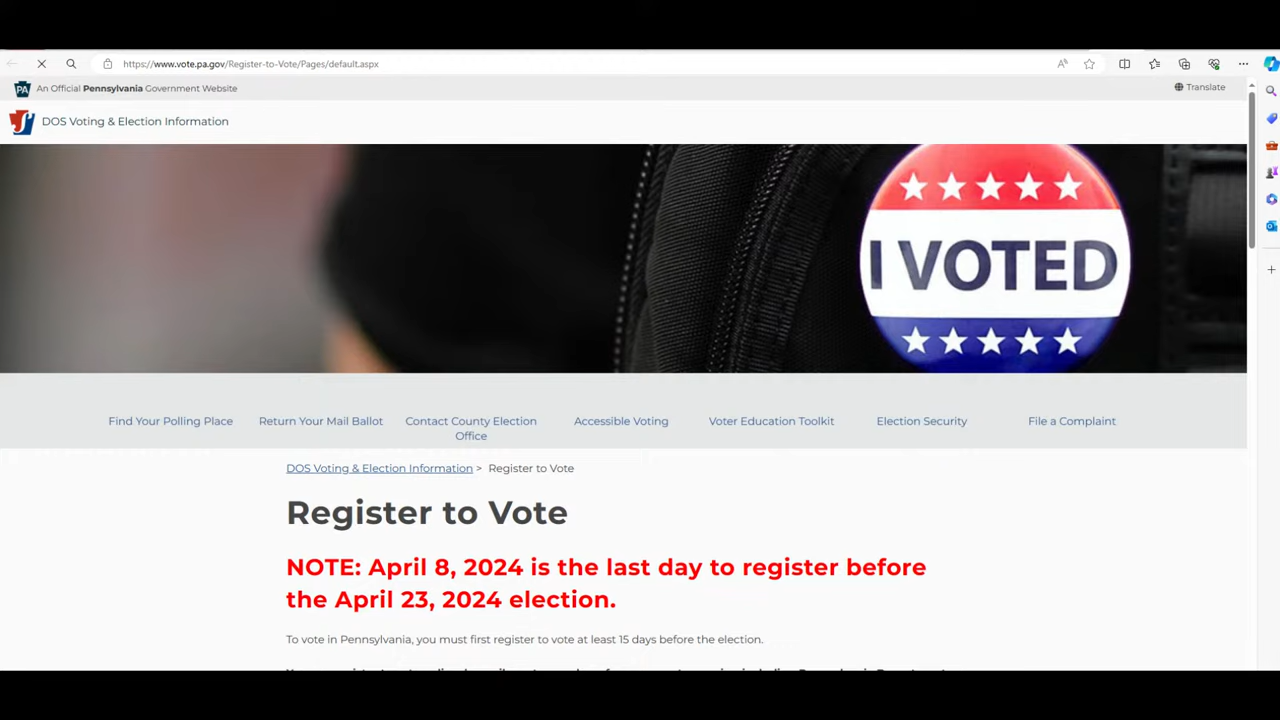 https://www.vote.pa.gov/Register-to-Vote/Pages/default.aspx
PA An Official Pennsylvania Government Website
Translate
DOS Voting & Election Information
I VOTED
Find Your Polling Place
Return Your Mail Ballot
Contact County Election
Office
Accessible Voting
Voter Education Toolkit
Election Security
File a Complaint
DOS Voting & Election Information > Register to Vote
Register to Vote
NOTE: April 8, 2024 is the last day to register before
the April 23, 2024 election.
To vote in Pennsylvania, you must first register to vote at least 15 days before the election.